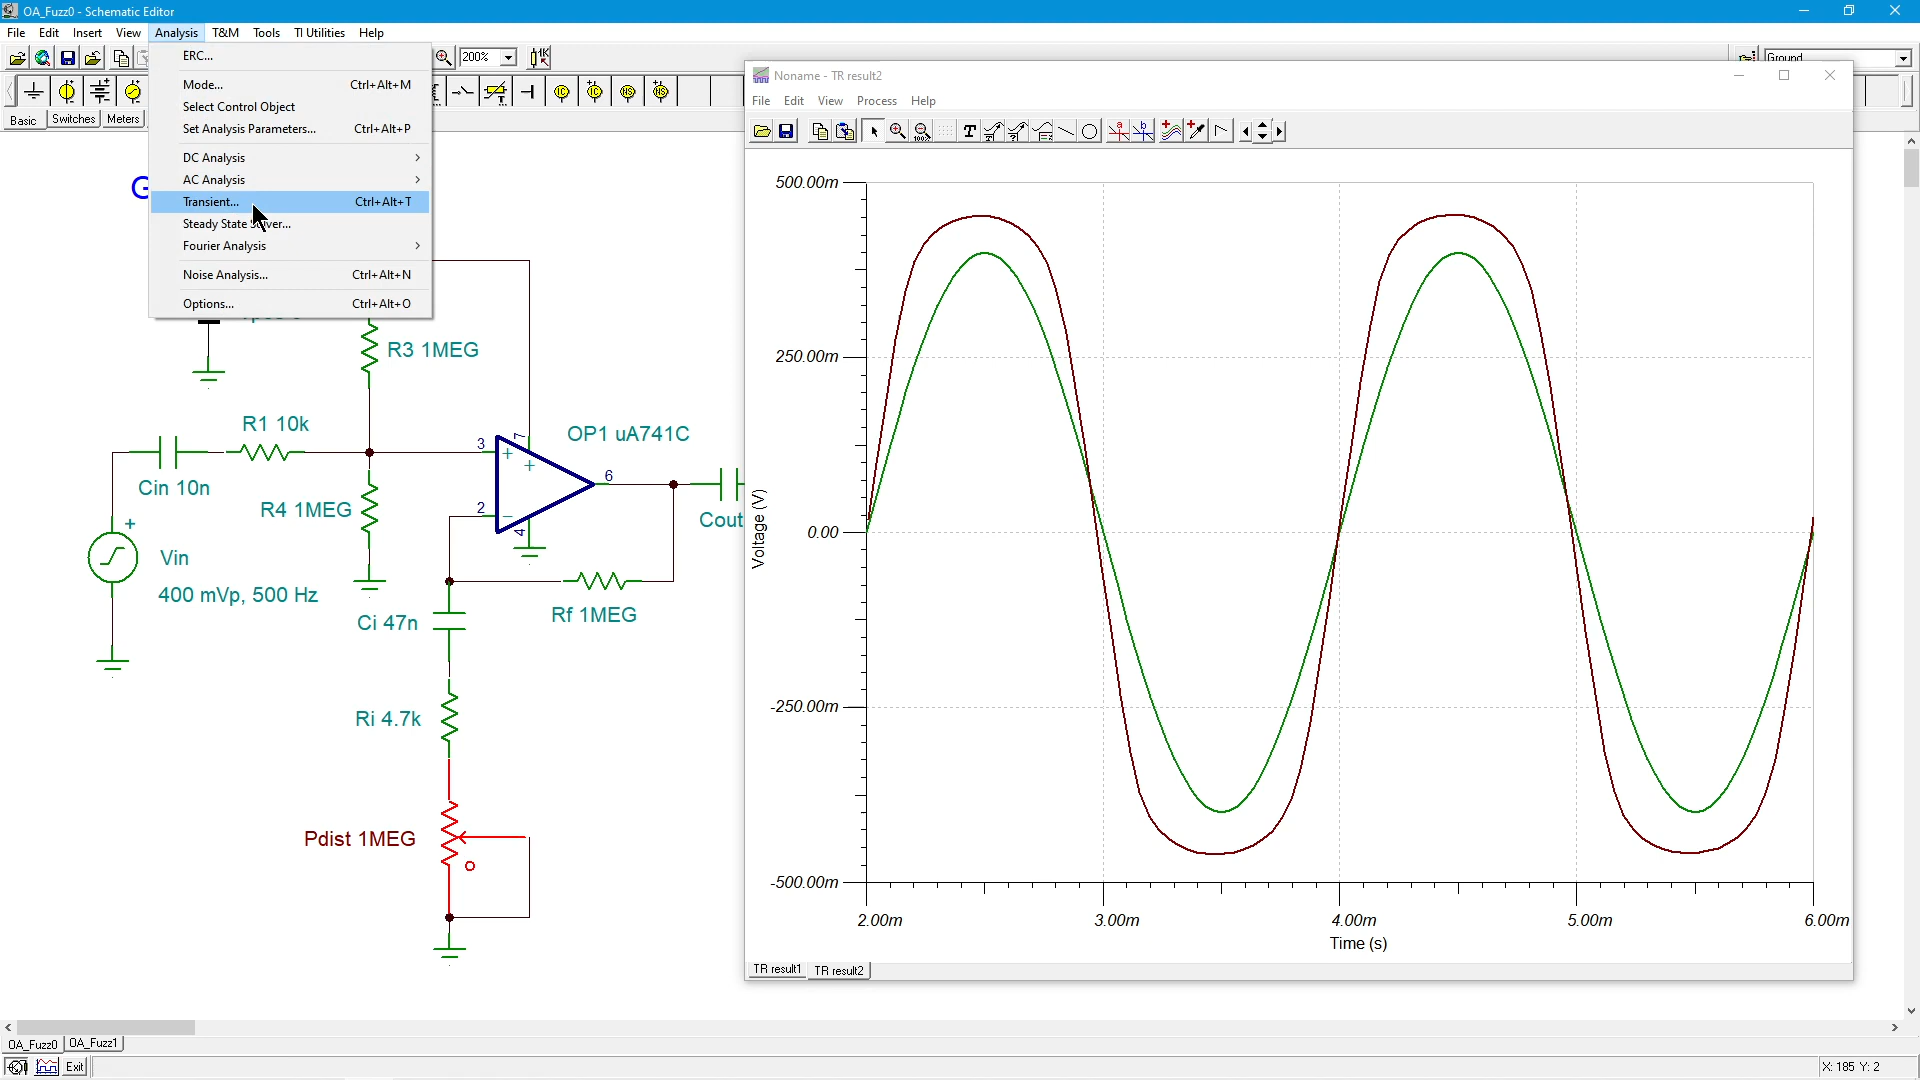 OA_Fuzz0 - Schematic Editor
File Edit Insert View Analysis T&M Tools TI Utilities Help
200%
Ground
Basic Switches Meters
ERC...
Mode... Ctrl+Alt+M
Select Control Object
Set Analysis Parameters... Ctrl+Alt+P
DC Analysis
AC Analysis
Transient... Ctrl+Alt+T
Steady State
Fourier Analysis
Noise Analysis... Ctrl+Alt+N
Options... Ctrl+Alt+O
G
R3 1MEG
R1 10k
3
7
OP1 uA741C
Cin 10n
R4 1MEG
2
4
6
Cout
+
Vin
400 mVp, 500 Hz
Ci 47n
Rf 1MEG
Ri 4.7k
Pdist 1MEG
Noname - TR result2
File Edit View Process Help
T
a
b
500.00m
250.00m
0.00
-250.00m
-500.00m
Voltage (V)
2.00m 3.00m 4.00m 5.00m 6.00m
Time (s)
TR result1 TR result2
OA_Fuzz0 OA_Fuzz1
Exit
X: 185 Y: 2